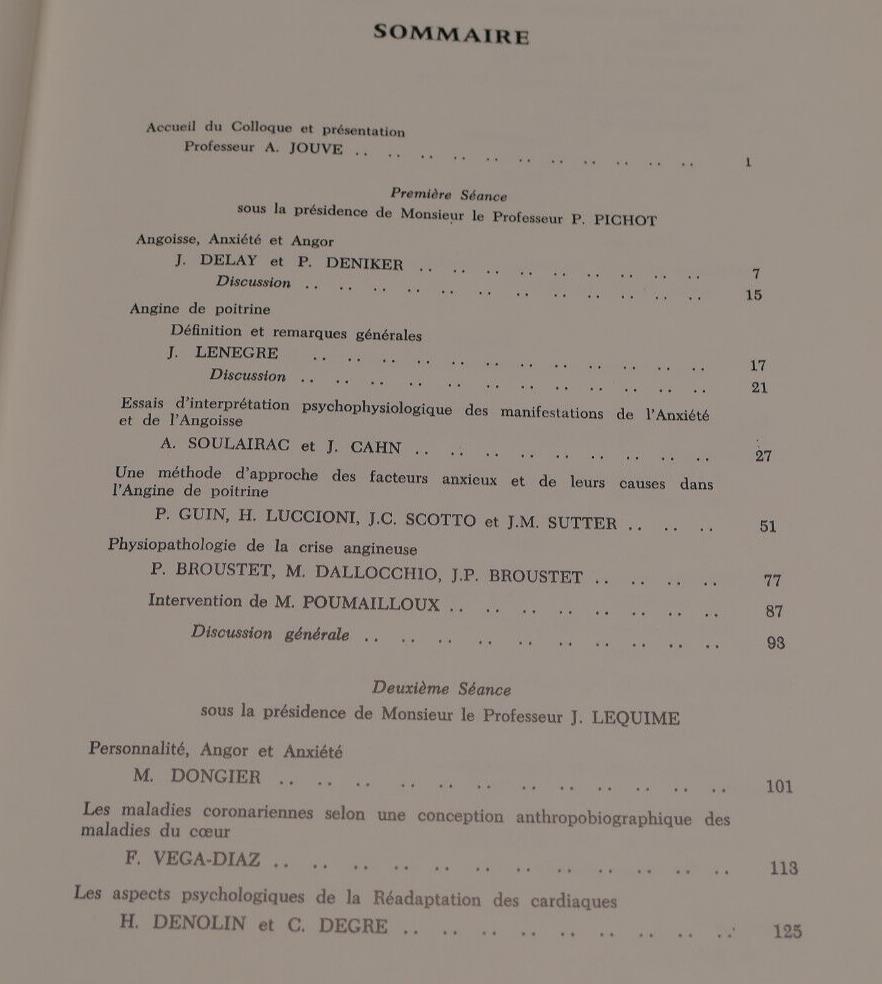 SOMMAIRE
Accueil du Colloque et présentation
Professeur A. JOUVE .. .. .. .. .. .. .. .. .. .. .. 1
Première Séance
sous la présidence de Monsieur le Professeur P. PICHOT
Angoisse, Anxiété et Angor
J. DELAY et P. DENIKER .. .. .. .. .. .. .. .. .. 7
Discussion .. .. .. .. .. .. .. .. .. .. .. .. 15
Angine de poitrine
Définition et remarques générales
J. LENEGRE .. .. .. .. .. .. .. .. .. .. .. .. 17
Discussion .. .. .. .. .. .. .. .. .. .. .. .. 21
Essais d'interprétation psychophysiologique des manifestations de l'Anxiété
et de l'Angoisse
A. SOULAIRAC et J. CAHN .. .. .. .. .. .. .. .. .. 27
Une méthode d'approche des facteurs anxieux et de leurs causes dans
l'Angine de poitrine
P. GUIN, H. LUCCIONI, J.C. SCOTTO et J.M. SUTTER .. .. .. 51
Physiopathologie de la crise angineuse
P. BROUSTET, M. DALLOCCHIO, J.P. BROUSTET .. .. .. .. 77
Intervention de M. POUMAILLOUX .. .. .. .. .. .. .. .. 87
Discussion générale .. .. .. .. .. .. .. .. .. .. 93
Deuxième Séance
sous la présidence de Monsieur le Professeur J. LEQUIME
Personnalité, Angor et Anxiété
M. DONGIER .. .. .. .. .. .. .. .. .. .. .. .. 101
Les maladies coronariennes selon une conception anthropobiographique des
maladies du cœur
F. VEGA-DIAZ .. .. .. .. .. .. .. .. .. .. .. .. 113
Les aspects psychologiques de la Réadaptation des cardiaques
H. DENOLIN et C. DEGRE .. .. .. .. .. .. .. .. .. 125